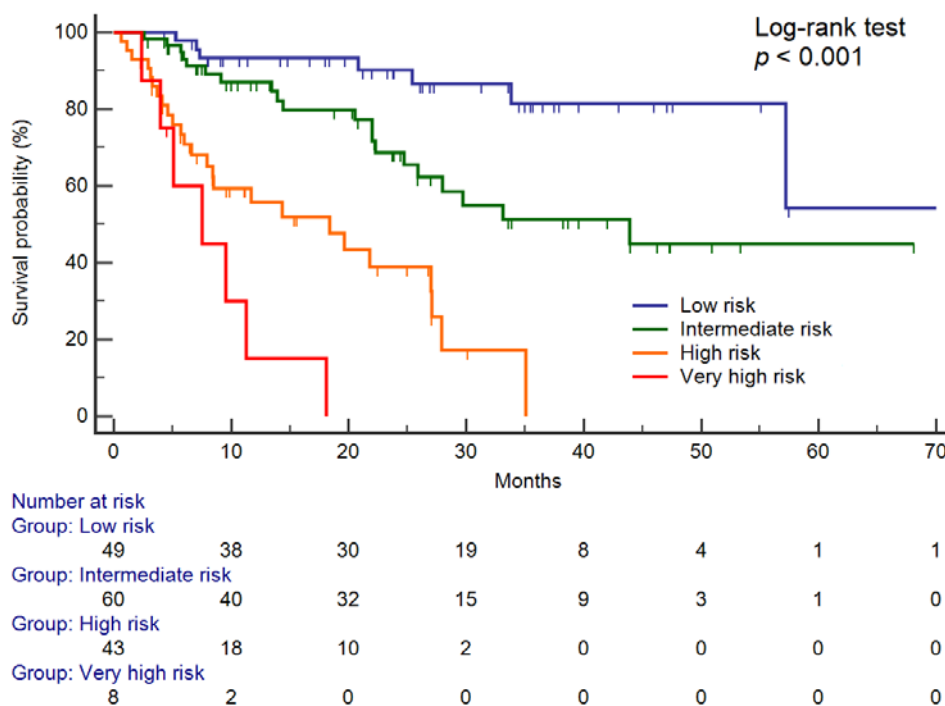 Log-rank test
p < 0.001
100
80
60
40
20
0
Survival probability (%)
Low risk
Intermediate risk
High risk
Very high risk
0 10 20 30 40 50 60 70
Months
Number at risk
Group: Low risk
49 38 30 19 8 4 1 1
Group: Intermediate risk
60 40 32 15 9 3 1 0
Group: High risk
43 18 10 2 0 0 0 0
Group: Very high risk
8 2 0 0 0 0 0 0